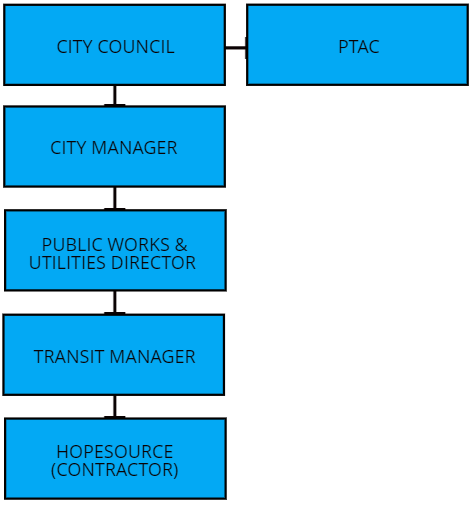 CITY COUNCIL
PTAC
CITY MANAGER
PUBLIC WORKS &
UTILITIES DIRECTOR
TRANSIT MANAGER
HOPESOURCE
(CONTRACTOR)